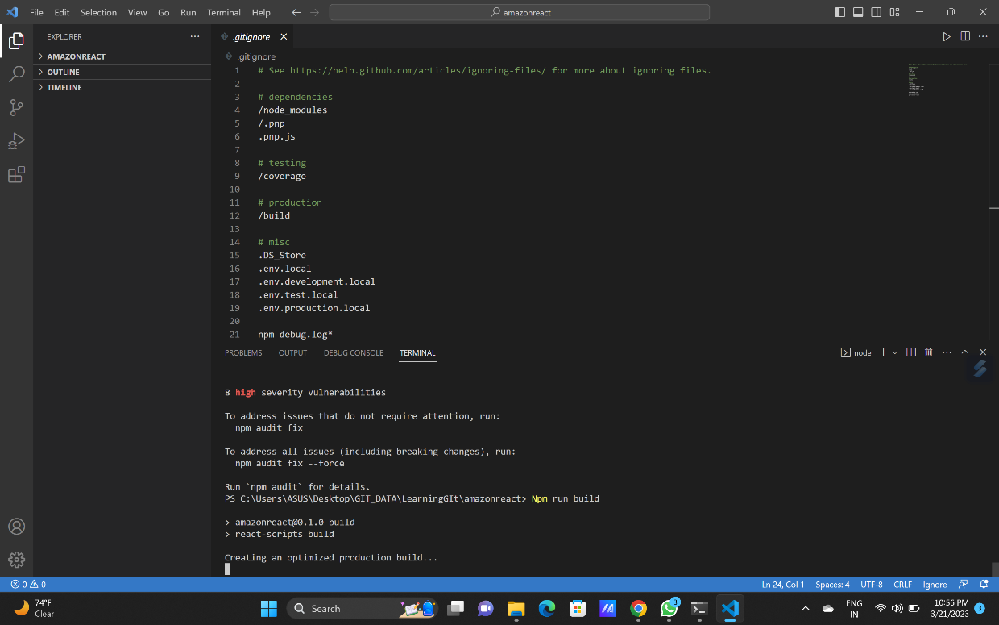 File Edit Selection View Go Run Terminal Help
amazonreact
EXPLORER
AMAZONREACT
OUTLINE
TIMELINE
.gitignore
.gitignore
1 # See https://help.github.com/articles/ignoring-files/ for more about ignoring files.
2
3 # dependencies
4 /node_modules
5 /.pnp
6 .pnp.js
7
8 # testing
9 /coverage
10
11 # production
12 /build
13
14 # misc
15 .DS_Store
16 .env.local
17 .env.development.local
18 .env.test.local
19 .env.production.local
20
21 npm-debug.log*
PROBLEMS OUTPUT DEBUG CONSOLE TERMINAL
node
8 high severity vulnerabilities
To address issues that do not require attention, run:
npm audit fix
To address all issues (including breaking changes), run:
npm audit fix --force
Run `npm audit` for details.
PS C:\Users\ASUS\Desktop\GIT_DATA\LearningGIt\amazonreact> Npm run build
> amazonreact@0.1.0 build
> react-scripts build
Creating an optimized production build...
0 0
Ln 24, Col 1 Spaces: 4 UTF-8 CRLF Ignore
74°F
Clear
Search
3
ENG
IN
10:56 PM
3/21/2023
3